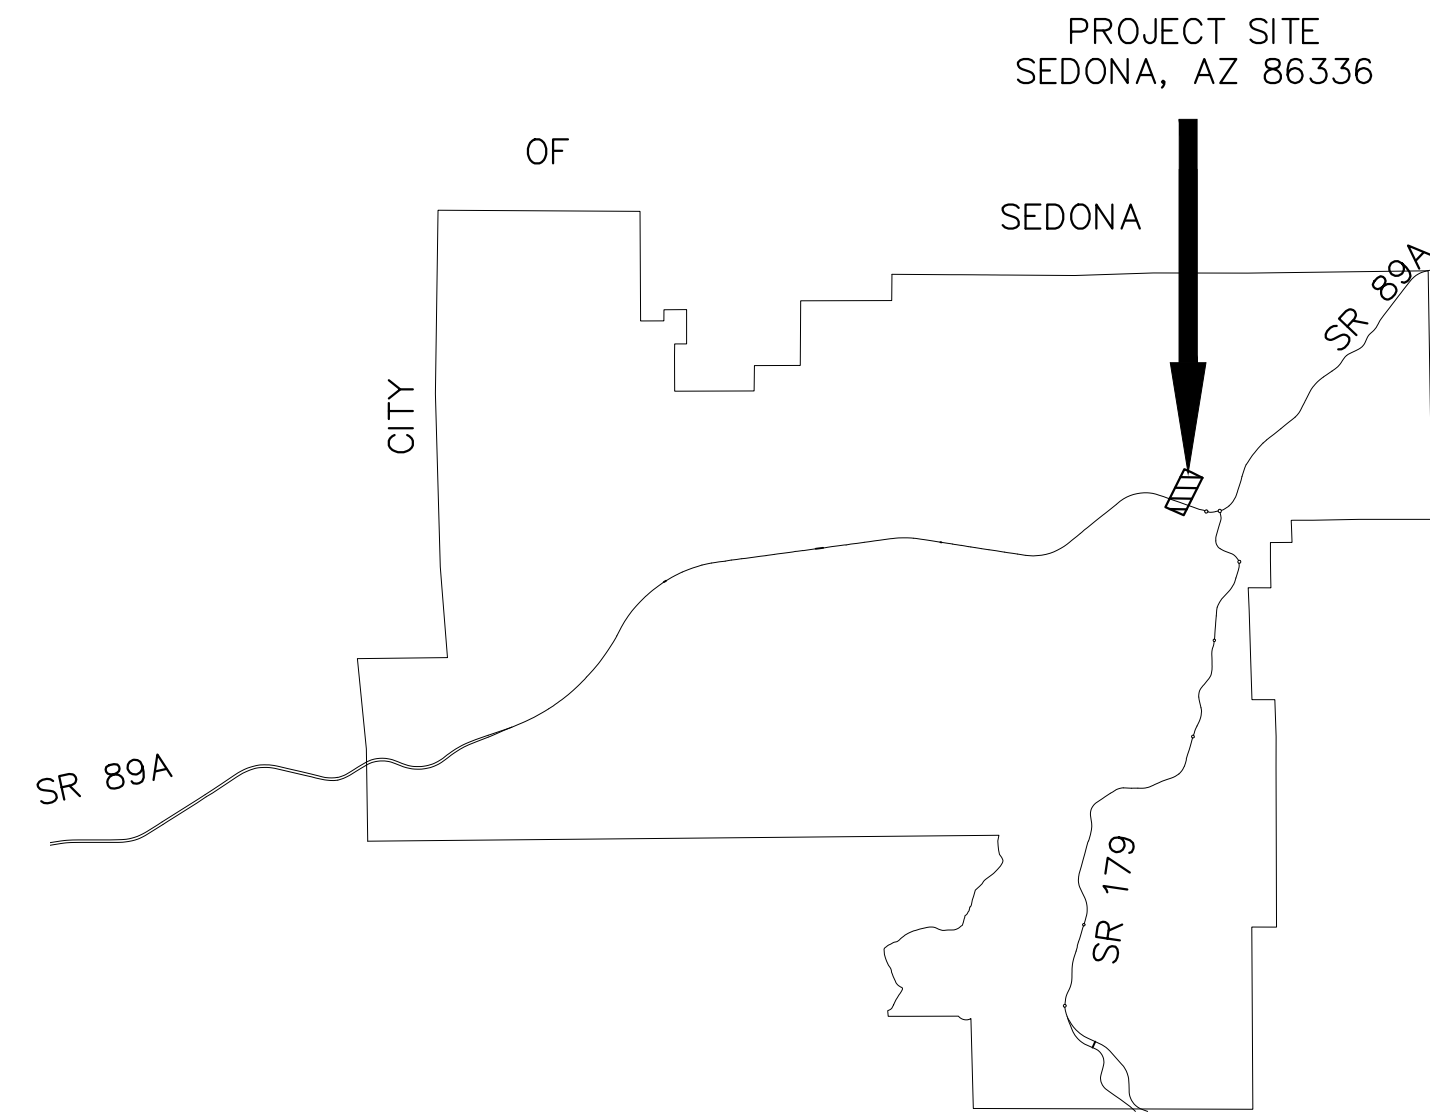 PROJECT SITE
SEDONA, AZ 86336
OF
SEDONA
SR 89A
CITY
SR 89A
SR 179